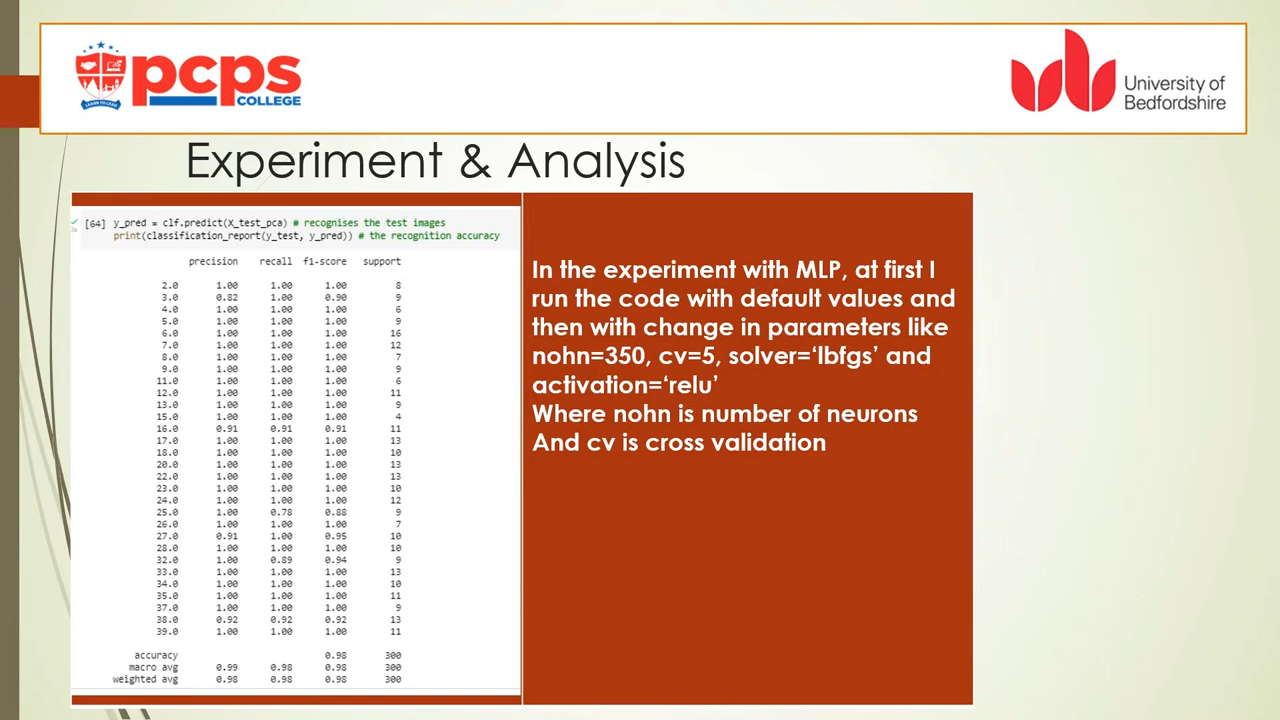 pcps
COLLEGE
LEARN TO LEAD
University of
Bedfordshire
Experiment & Analysis
[64] y_pred = clf.predict(X_test_pca) # recognises the test images
print(classification_report(y_test, y_pred)) # the recognition accuracy
precision recall f1-score support
2.0 1.00 1.00 1.00 8
3.0 0.82 1.00 0.90 9
4.0 1.00 1.00 1.00 6
5.0 1.00 1.00 1.00 9
6.0 1.00 1.00 1.00 16
7.0 1.00 1.00 1.00 12
8.0 1.00 1.00 1.00 7
9.0 1.00 1.00 1.00 9
11.0 1.00 1.00 1.00 6
12.0 1.00 1.00 1.00 11
13.0 1.00 1.00 1.00 9
15.0 1.00 1.00 1.00 4
16.0 0.91 0.91 0.91 11
17.0 1.00 1.00 1.00 13
18.0 1.00 1.00 1.00 10
20.0 1.00 1.00 1.00 13
22.0 1.00 1.00 1.00 13
23.0 1.00 1.00 1.00 10
24.0 1.00 1.00 1.00 12
25.0 1.00 0.78 0.88 9
26.0 1.00 1.00 1.00 7
27.0 0.91 1.00 0.95 10
28.0 1.00 1.00 1.00 10
32.0 1.00 0.89 0.94 9
33.0 1.00 1.00 1.00 13
34.0 1.00 1.00 1.00 10
35.0 1.00 1.00 1.00 11
37.0 1.00 1.00 1.00 9
38.0 0.92 0.92 0.92 13
39.0 1.00 1.00 1.00 11
accuracy 0.98 300
macro avg 0.99 0.98 0.98 300
weighted avg 0.98 0.98 0.98 300
In the experiment with MLP, at first I
run the code with default values and
then with change in parameters like
nohn=350, cv=5, solver=‘lbfgs’ and
activation=‘relu’
Where nohn is number of neurons
And cv is cross validation